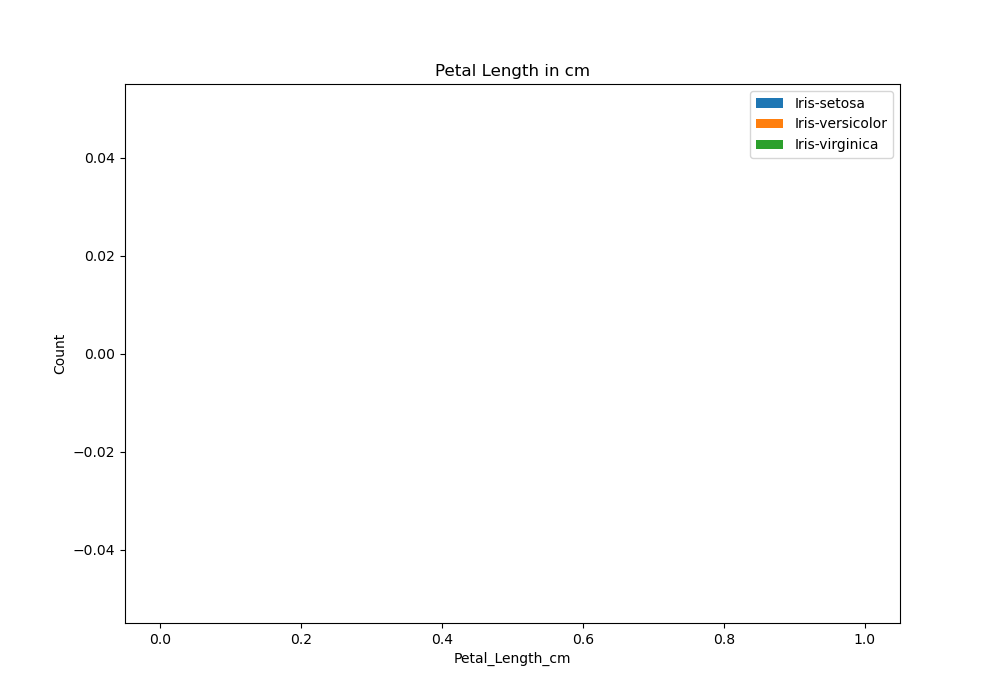 Petal Length in cm
Iris-setosa
Iris-versicolor
Iris-virginica
0.04
0.02
0.00
−0.02
−0.04
Count
0.0 0.2 0.4 0.6 0.8 1.0
Petal_Length_cm